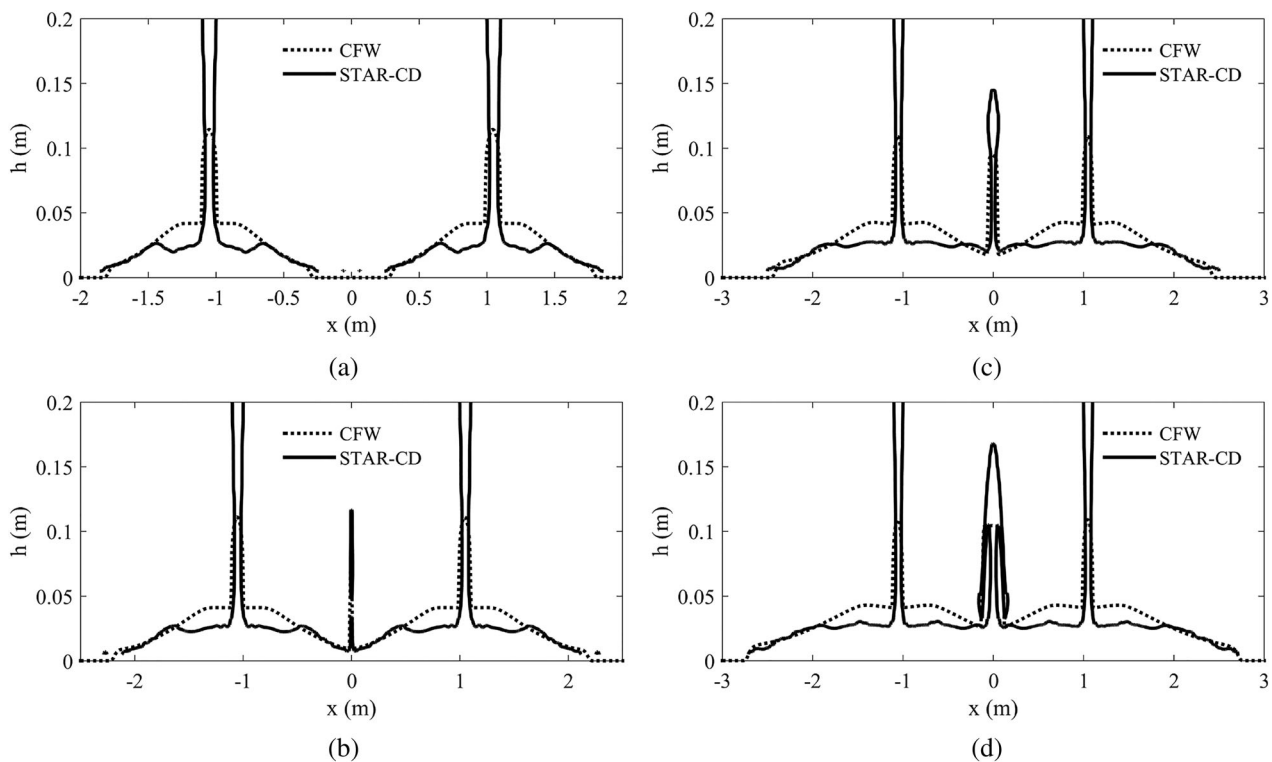 0.2
0.15
0.1
0.05
0
h (m)
CFW
STAR-CD
-2 -1.5 -1 -0.5 0 0.5 1 1.5 2
x (m)
(a)
0.2
0.15
0.1
0.05
0
h (m)
CFW
STAR-CD
-3 -2 -1 0 1 2 3
x (m)
(c)
0.2
0.15
0.1
0.05
0
h (m)
CFW
STAR-CD
-2 -1 0 1 2
x (m)
(b)
0.2
0.15
0.1
0.05
0
h (m)
CFW
STAR-CD
-3 -2 -1 0 1 2 3
x (m)
(d)